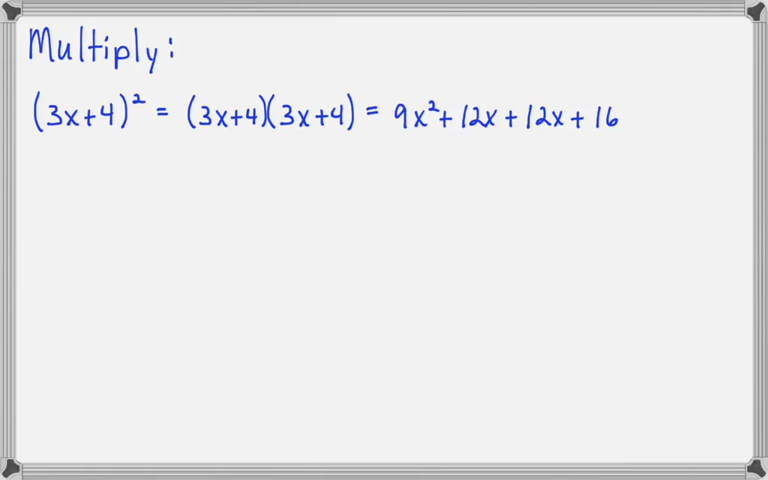 Multiply:
(3x+4)² = (3x+4)(3x+4) = 9x² + 12x + 12x + 16